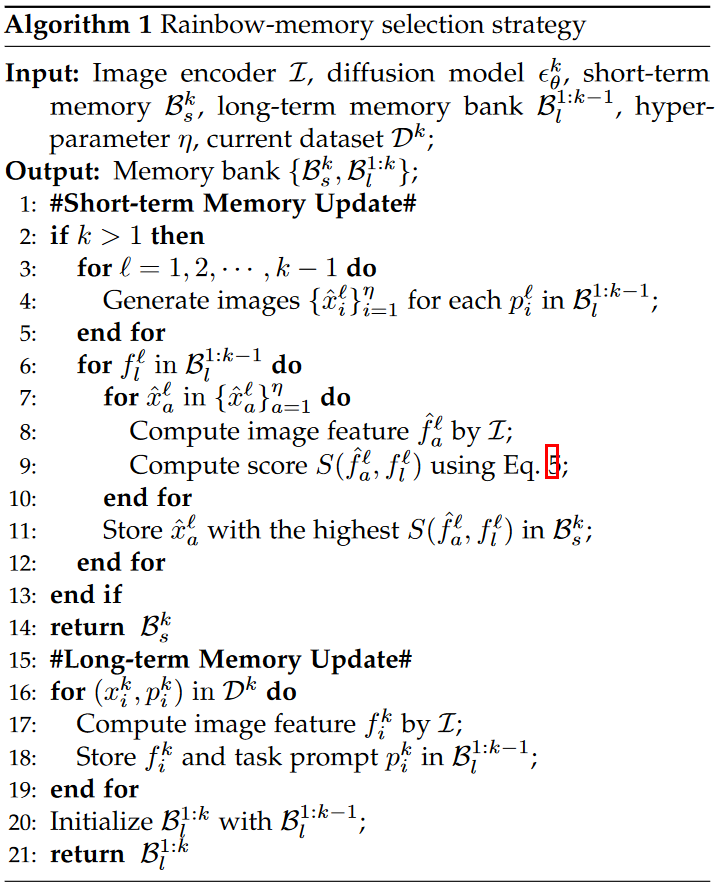 Algorithm 1 Rainbow-memory selection strategy
Input: Image encoder $\mathcal{I}$, diffusion model $\epsilon_\theta^k$, short-term
memory $\mathcal{B}_s^k$, long-term memory bank $\mathcal{B}_l^{1:k-1}$, hyper-
parameter $\eta$, current dataset $\mathcal{D}^k$;
Output: Memory bank $\{\mathcal{B}_s^k, \mathcal{B}_l^{1:k}\}$;
1: #Short-term Memory Update#
2: if $k > 1$ then
3: for $\ell = 1, 2, \cdots, k-1$ do
4: Generate images $\{\hat{x}_i^\ell\}_{i=1}^\eta$ for each $p_i^\ell$ in $\mathcal{B}_l^{1:k-1}$;
5: end for
6: for $f_l^\ell$ in $\mathcal{B}_l^{1:k-1}$ do
7: for $\hat{x}_a^\ell$ in $\{\hat{x}_a^\ell\}_{a=1}^\eta$ do
8: Compute image feature $\hat{f}_a^\ell$ by $\mathcal{I}$;
9: Compute score $S(\hat{f}_a^\ell, f_l^\ell)$ using Eq. 5;
10: end for
11: Store $\hat{x}_a^\ell$ with the highest $S(\hat{f}_a^\ell, f_l^\ell)$ in $\mathcal{B}_s^k$;
12: end for
13: end if
14: return $\mathcal{B}_s^k$
15: #Long-term Memory Update#
16: for $(x_i^k, p_i^k)$ in $\mathcal{D}^k$ do
17: Compute image feature $f_i^k$ by $\mathcal{I}$;
18: Store $f_i^k$ and task prompt $p_i^k$ in $\mathcal{B}_l^{1:k-1}$;
19: end for
20: Initialize $\mathcal{B}_l^{1:k}$ with $\mathcal{B}_l^{1:k-1}$;
21: return $\mathcal{B}_l^{1:k}$